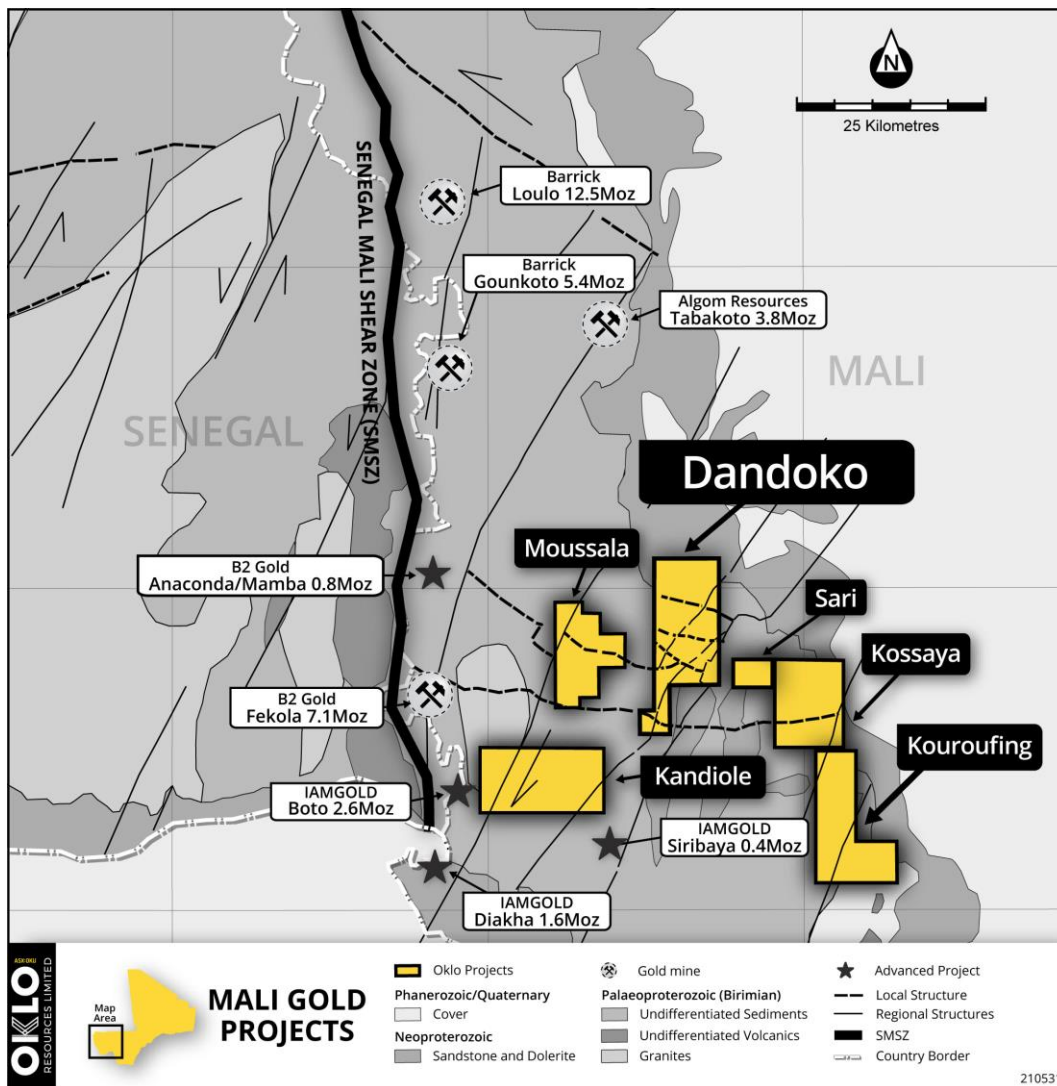 N
25 Kilometres
SENEGAL MALI SHEAR ZONE (SMSZ)
Barrick
Loulo 12.5Moz
Barrick
Gounkoto 5.4Moz
Algom Resources
Tabakoto 3.8Moz
MALI
SENEGAL
Dandoko
Moussala
B2 Gold
Anaconda/Mamba 0.8Moz
Sari
Kossaya
B2 Gold
Fekola 7.1Moz
Kouroufing
Kandiole
IAMGOLD
Boto 2.6Moz
IAMGOLD
Siribaya 0.4Moz
IAMGOLD
Diakha 1.6Moz
ASX:OKU
OKLO
RESOURCES LIMITED
Map
Area
MALI GOLD
PROJECTS
Oklo Projects
Phanerozoic/Quaternary
Cover
Neoproterozoic
Sandstone and Dolerite
Gold mine
Palaeoproterozoic (Birimian)
Undifferentiated Sediments
Undifferentiated Volcanics
Granites
Advanced Project
Local Structure
Regional Structures
SMSZ
Country Border